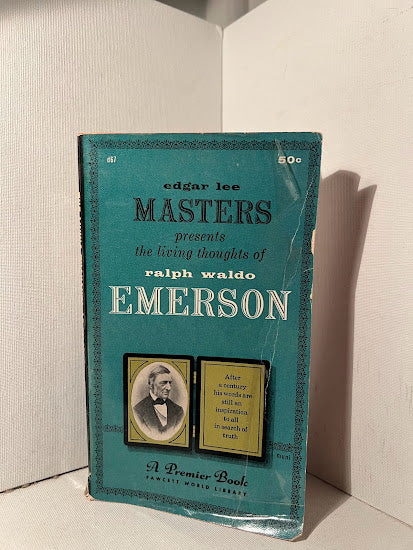 d67
50c
edgar lee
MASTERS
presents
the living thoughts of
ralph waldo
EMERSON
After
a century
his words are
still an
inspiration
to all
in search of
truth
A Premier Book
FAWCETT WORLD LIBRARY